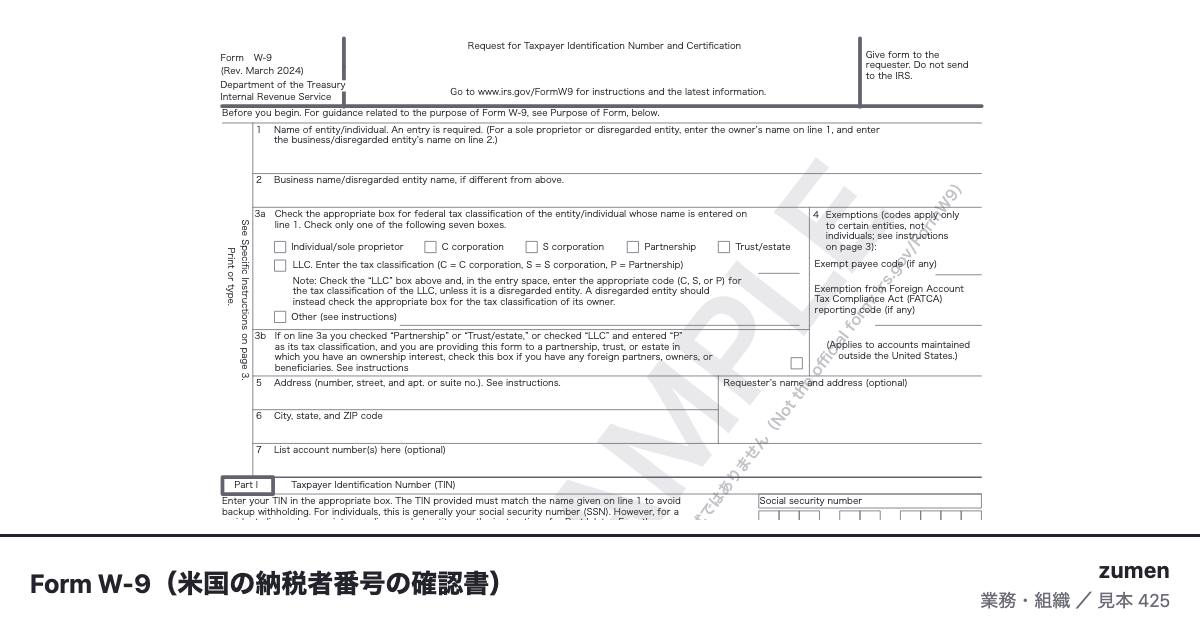 Form W-9
(Rev. March 2024)
Department of the Treasury
Internal Revenue Service
Request for Taxpayer Identification Number and Certification
Go to www.irs.gov/FormW9 for instructions and the latest information.
Give form to the
requester. Do not send
to the IRS.
Before you begin. For guidance related to the purpose of Form W-9, see Purpose of Form, below.
See Specific Instructions on page 3.
Print or type.
1 Name of entity/individual. An entry is required. (For a sole proprietor or disregarded entity, enter the owner's name on line 1, and enter
the business/disregarded entity's name on line 2.)
2 Business name/disregarded entity name, if different from above.
3a Check the appropriate box for federal tax classification of the entity/individual whose name is entered on
line 1. Check only one of the following seven boxes.
Individual/sole proprietor C corporation S corporation Partnership Trust/estate
LLC. Enter the tax classification (C = C corporation, S = S corporation, P = Partnership)
Note: Check the “LLC” box above and, in the entry space, enter the appropriate code (C, S, or P) for
the tax classification of the LLC, unless it is a disregarded entity. A disregarded entity should
instead check the appropriate box for the tax classification of its owner.
Other (see instructions)
4 Exemptions (codes apply only
to certain entities, not
individuals; see instructions
on page 3):
Exempt payee code (if any)
Exemption from Foreign Account
Tax Compliance Act (FATCA)
reporting code (if any)
3b If on line 3a you checked “Partnership” or “Trust/estate,” or checked “LLC” and entered “P”
as its tax classification, and you are providing this form to a partnership, trust, or estate in
which you have an ownership interest, check this box if you have any foreign partners, owners, or
beneficiaries. See instructions
(Applies to accounts maintained
outside the United States.)
5 Address (number, street, and apt. or suite no.). See instructions.
Requester's name and address (optional)
6 City, state, and ZIP code
7 List account number(s) here (optional)
Part I Taxpayer Identification Number (TIN)
Enter your TIN in the appropriate box. The TIN provided must match the name given on line 1 to avoid
backup withholding. For individuals, this is generally your social security number (SSN). However, for a
Social security number
AMPLE
ではありません（Not the official form irs.gov/FormW9）
Form W-9（米国の納税者番号の確認書）
zumen
業務・組織 ／ 見本 425